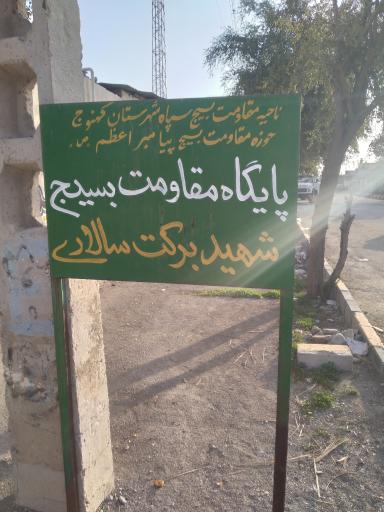 ناحیه مقاومت بسیج سپاه شهرستان کهنوج
حوزه مقاومت بسیج پیامبر اعظم ص
پایگاه مقاومت بسیج
شهید برکت سالاری